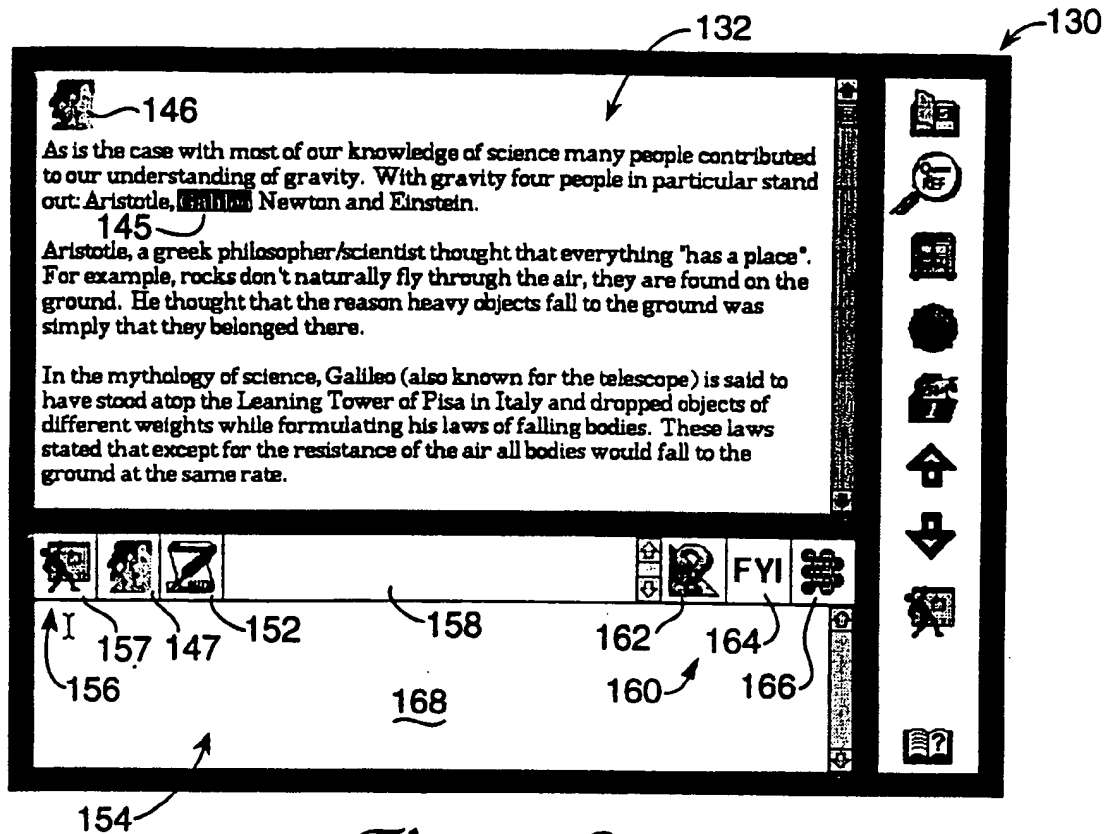 132
130
146
As is the case with most of our knowledge of science many people contributed
to our understanding of gravity. With gravity four people in particular stand
out: Aristotle, Galileo Newton and Einstein.
145
Aristotle, a greek philosopher/scientist thought that everything "has a place".
For example, rocks don't naturally fly through the air, they are found on the
ground. He thought that the reason heavy objects fall to the ground was
simply that they belonged there.
In the mythology of science, Galileo (also known for the telescope) is said to
have stood atop the Leaning Tower of Pisa in Italy and dropped objects of
different weights while formulating his laws of falling bodies. These laws
stated that except for the resistance of the air all bodies would fall to the
ground at the same rate.
REF
FYI
157 147 152 158 162 164
156 168 160 166
?
154